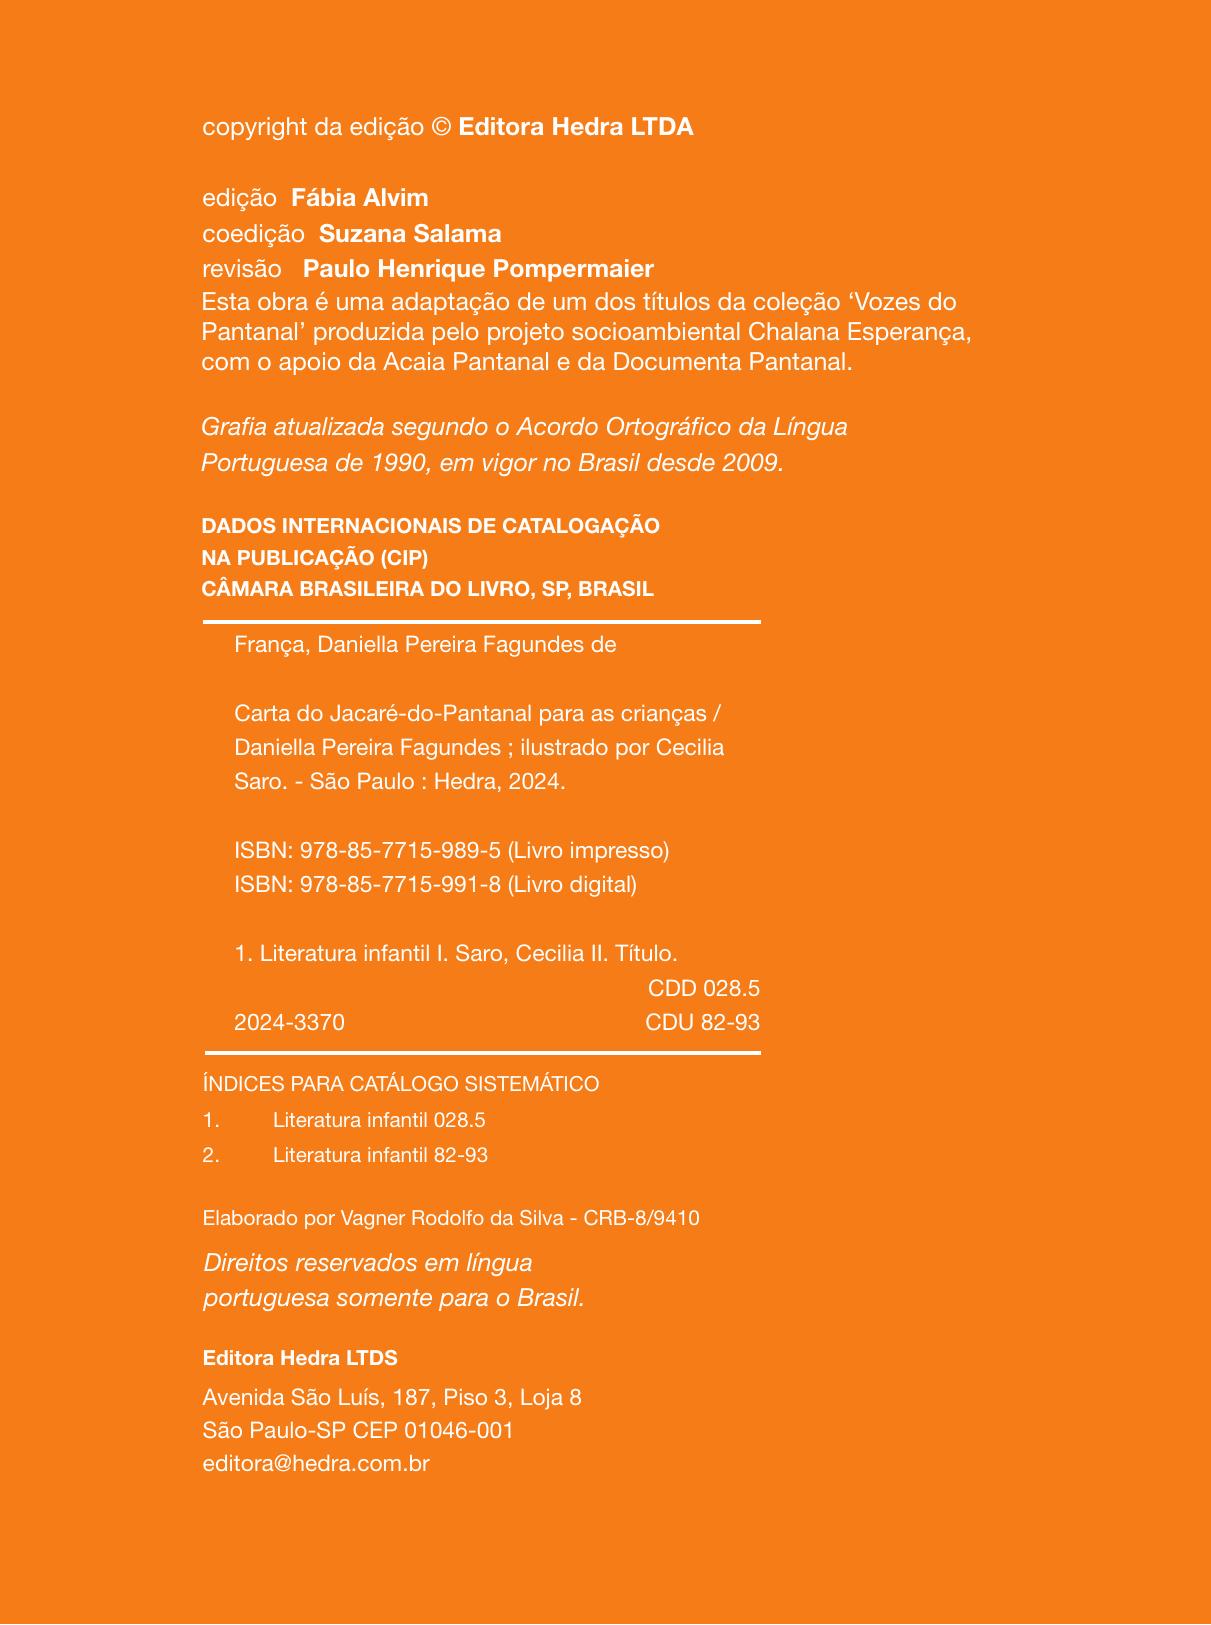 copyright da edição © Editora Hedra LTDA
edição Fábia Alvim
coedição Suzana Salama
revisão Paulo Henrique Pompermaier
Esta obra é uma adaptação de um dos títulos da coleção ‘Vozes do
Pantanal’ produzida pelo projeto socioambiental Chalana Esperança,
com o apoio da Acaia Pantanal e da Documenta Pantanal.
Grafia atualizada segundo o Acordo Ortográfico da Língua
Portuguesa de 1990, em vigor no Brasil desde 2009.
DADOS INTERNACIONAIS DE CATALOGAÇÃO
NA PUBLICAÇÃO (CIP)
CÂMARA BRASILEIRA DO LIVRO, SP, BRASIL
França, Daniella Pereira Fagundes de
Carta do Jacaré-do-Pantanal para as crianças /
Daniella Pereira Fagundes ; ilustrado por Cecilia
Saro. - São Paulo : Hedra, 2024.
ISBN: 978-85-7715-989-5 (Livro impresso)
ISBN: 978-85-7715-991-8 (Livro digital)
1. Literatura infantil I. Saro, Cecilia II. Título.
CDD 028.5
2024-3370 CDU 82-93
ÍNDICES PARA CATÁLOGO SISTEMÁTICO
1. Literatura infantil 028.5
2. Literatura infantil 82-93
Elaborado por Vagner Rodolfo da Silva - CRB-8/9410
Direitos reservados em língua
portuguesa somente para o Brasil.
Editora Hedra LTDS
Avenida São Luís, 187, Piso 3, Loja 8
São Paulo-SP CEP 01046-001
editora@hedra.com.br